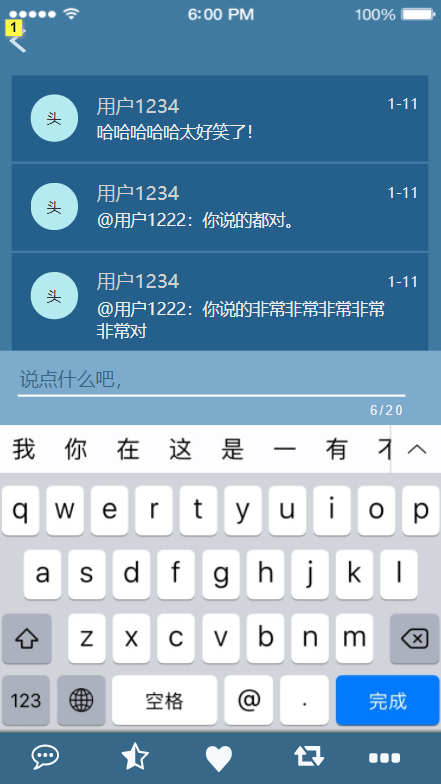 6:00 PM 100%
1
头 用户1234 1-11
哈哈哈哈哈太好笑了！
头 用户1234 1-11
@用户1222：你说的都对。
头 用户1234 1-11
@用户1222：你说的非常非常非常非常
非常对
说点什么吧，
6/20
我 你 在 这 是 一 有 不
q w e r t y u i o p
a s d f g h j k l
z x c v b n m
123 空格 @ . 完成